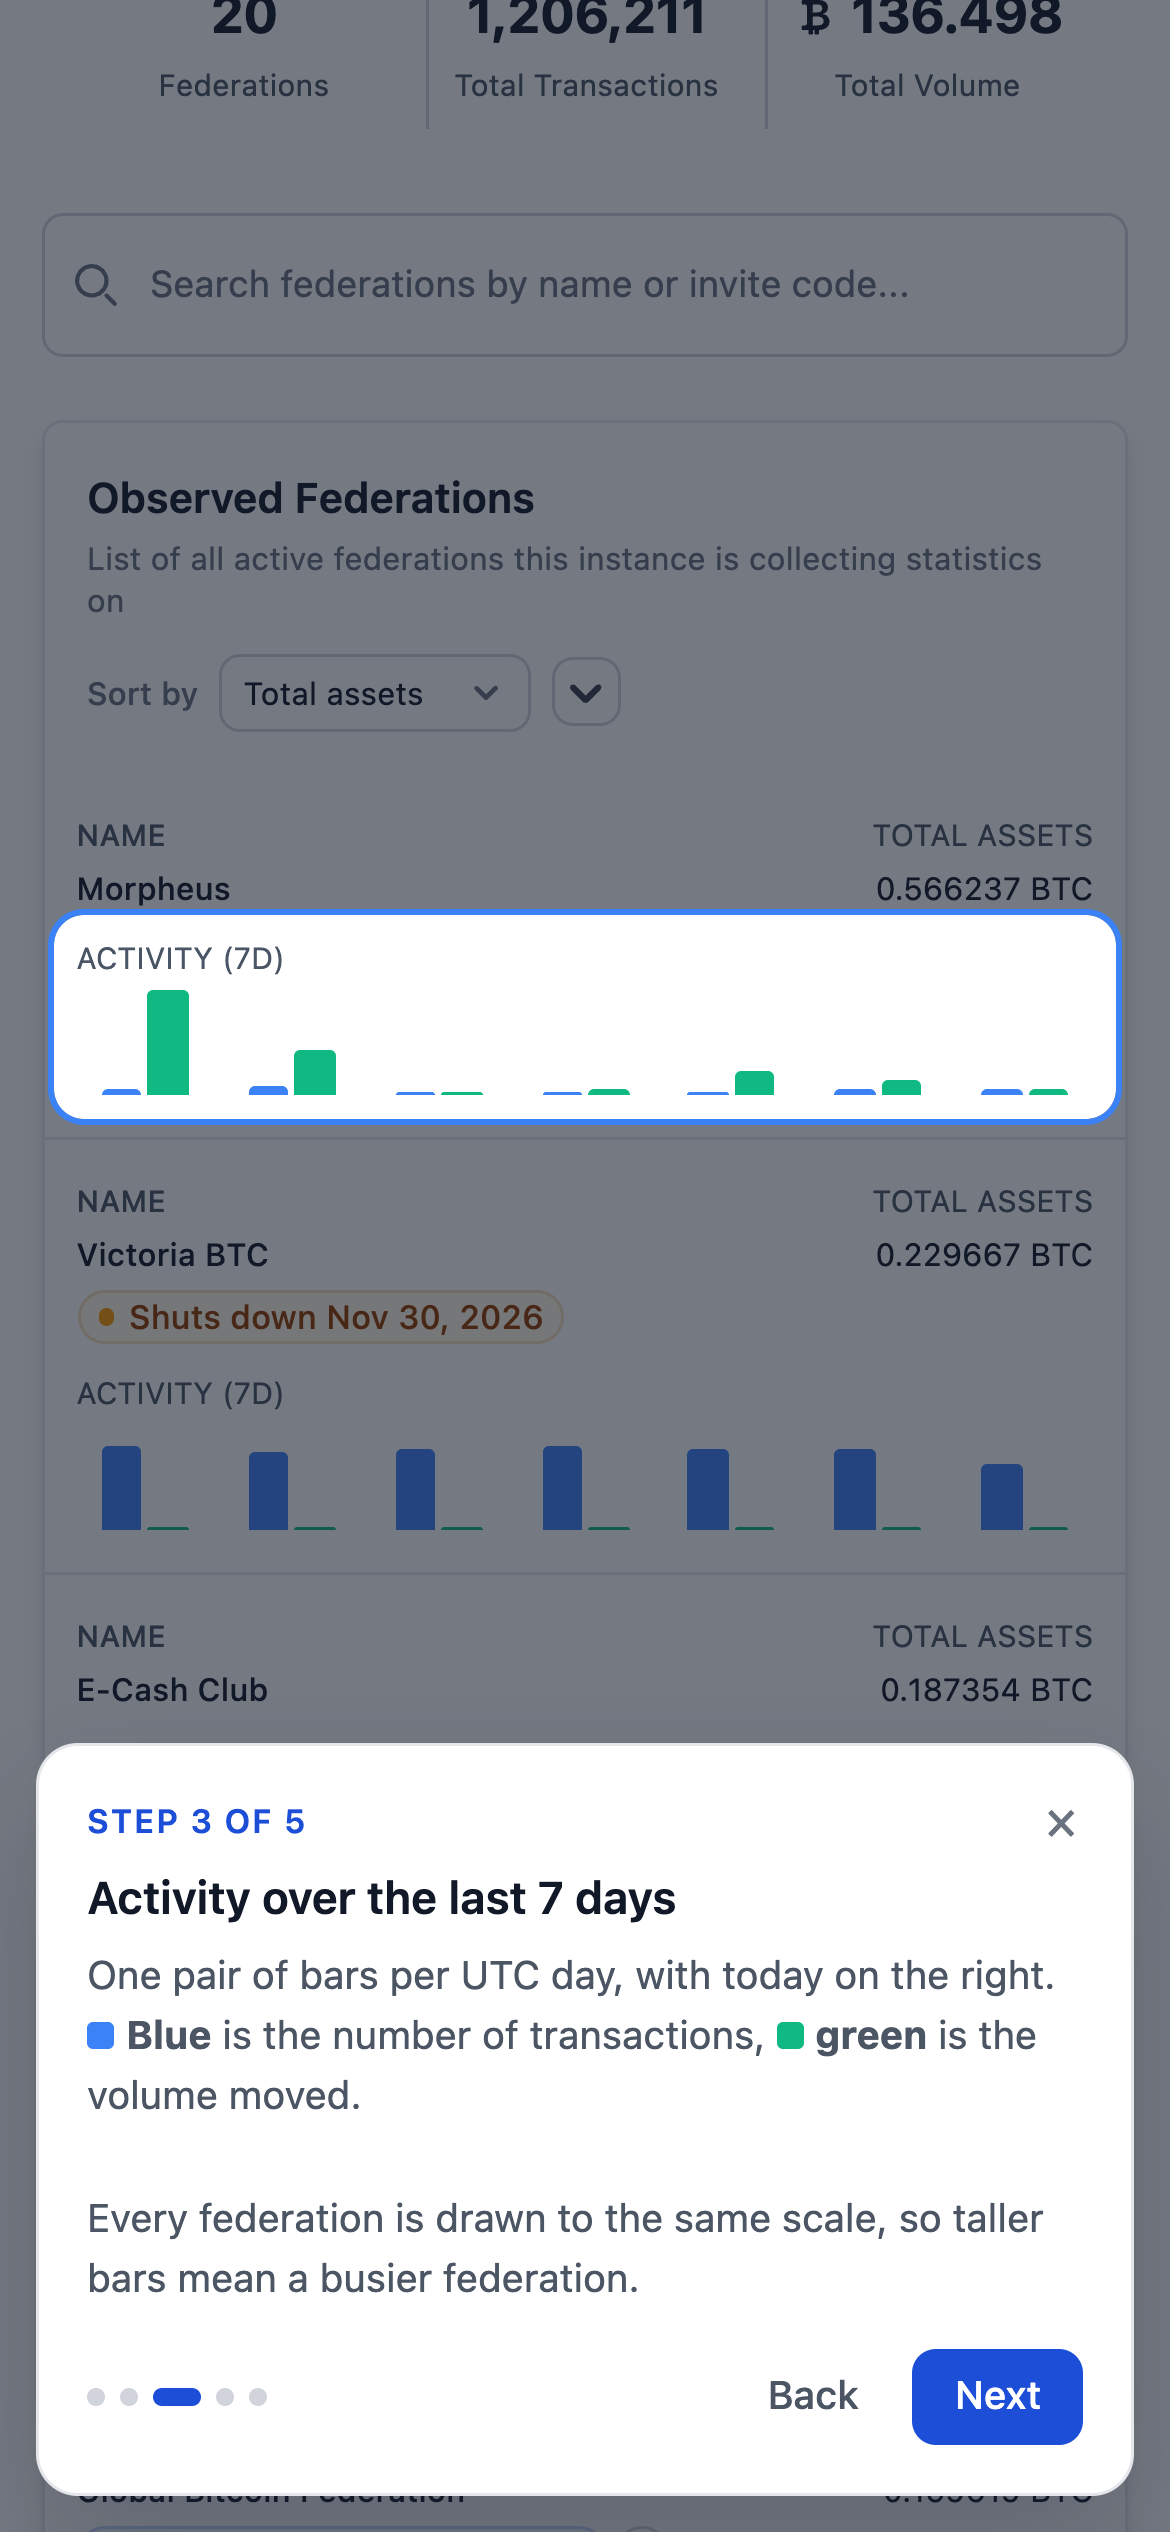 20
Federations
1,206,211
Total Transactions
₿ 136.498
Total Volume
Search federations by name or invite code...
Observed Federations
List of all active federations this instance is collecting statistics
on
Sort by
Total assets
NAME
TOTAL ASSETS
Morpheus
0.566237 BTC
ACTIVITY (7D)
NAME
TOTAL ASSETS
Victoria BTC
0.229667 BTC
Shuts down Nov 30, 2026
ACTIVITY (7D)
NAME
TOTAL ASSETS
E-Cash Club
0.187354 BTC
STEP 3 OF 5
Activity over the last 7 days
One pair of bars per UTC day, with today on the right.
Blue is the number of transactions, green is the
volume moved.
Every federation is drawn to the same scale, so taller
bars mean a busier federation.
Back
Next
Global Bitcoin Federation